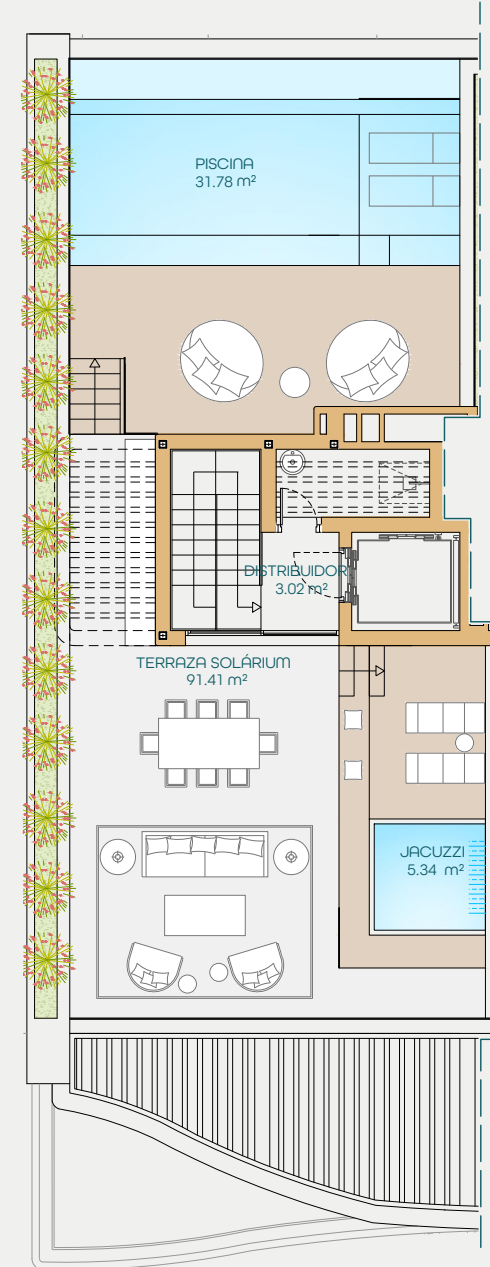 PISCINA
31.78 m²
DISTRIBUIDOR
3.02 m²
TERRAZA SOLÁRIUM
91.41 m²
JACUZZI
5.34 m²